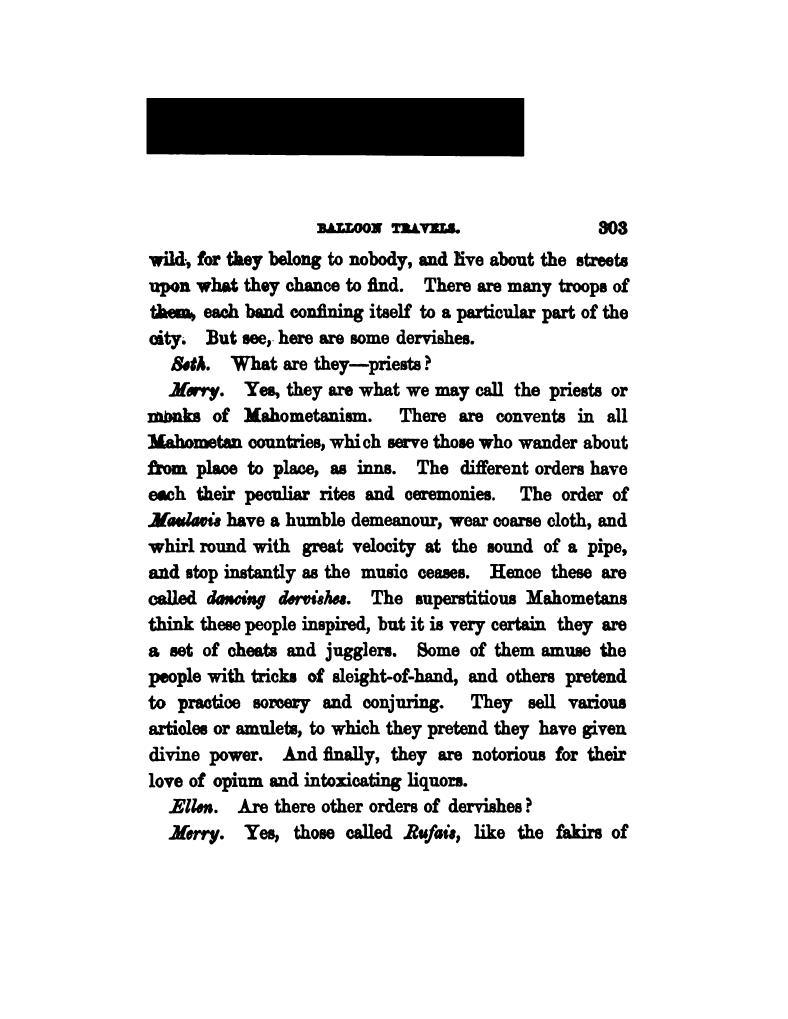 BALLOON TRAVELS. 303
wild, for they belong to nobody, and live about the streets
upon what they chance to find. There are many troops of
them, each band confining itself to a particular part of the
city. But see, here are some dervishes.
Seth. What are they—priests?
Merry. Yes, they are what we may call the priests or
monks of Mahometanism. There are convents in all
Mahometan countries, which serve those who wander about
from place to place, as inns. The different orders have
each their peculiar rites and ceremonies. The order of
Maulavis have a humble demeanour, wear coarse cloth, and
whirl round with great velocity at the sound of a pipe,
and stop instantly as the music ceases. Hence these are
called dancing dervishes. The superstitious Mahometans
think these people inspired, but it is very certain they are
a set of cheats and jugglers. Some of them amuse the
people with tricks of sleight-of-hand, and others pretend
to practice sorcery and conjuring. They sell various
articles or amulets, to which they pretend they have given
divine power. And finally, they are notorious for their
love of opium and intoxicating liquors.
Ellen. Are there other orders of dervishes?
Merry. Yes, those called Rufais, like the fakirs of